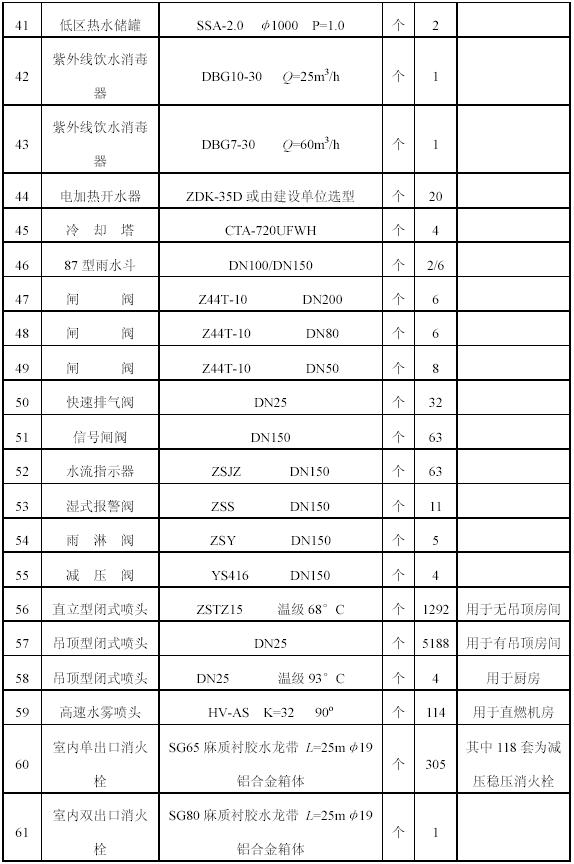 41 低区热水储罐 SSA-2.0 φ1000 P=1.0 个 2
紫外线饮水消毒
42 DBG10-30 Q=25m³/h 个 1
器
紫外线饮水消毒
43 DBG7-30 Q=60m³/h 个 1
器
44 电加热开水器 ZDK-35D 或由建设单位选型 个 20
45 冷 却 塔 CTA-720UFWH 个 4
46 87 型雨水斗 DN100/DN150 个 2/6
47 闸 阀 Z44T-10 DN200 个 6
48 闸 阀 Z44T-10 DN80 个 6
49 闸 阀 Z44T-10 DN50 个 8
50 快速排气阀 DN25 个 32
51 信号闸阀 DN150 个 63
52 水流指示器 ZSJZ DN150 个 63
53 湿式报警阀 ZSS DN150 个 11
54 雨 淋 阀 ZSY DN150 个 5
55 减 压 阀 YS416 DN150 个 4
56 直立型闭式喷头 ZSTZ15 温级 68°C 个 1292 用于无吊顶房间
57 吊顶型闭式喷头 DN25 个 5188 用于有吊顶房间
58 吊顶型闭式喷头 DN25 温级 93°C 个 4 用于厨房
59 高速水雾喷头 HV-AS K=32 90º 个 114 用于直燃机房
室内单出口消火 SG65 麻质衬胶水龙带 L=25m φ19 其中 118 套为减
60 个 305
栓 铝合金箱体 压稳压消火栓
室内双出口消火 SG80 麻质衬胶水龙带 L=25m φ19
61 个 1
栓 铝合金箱体